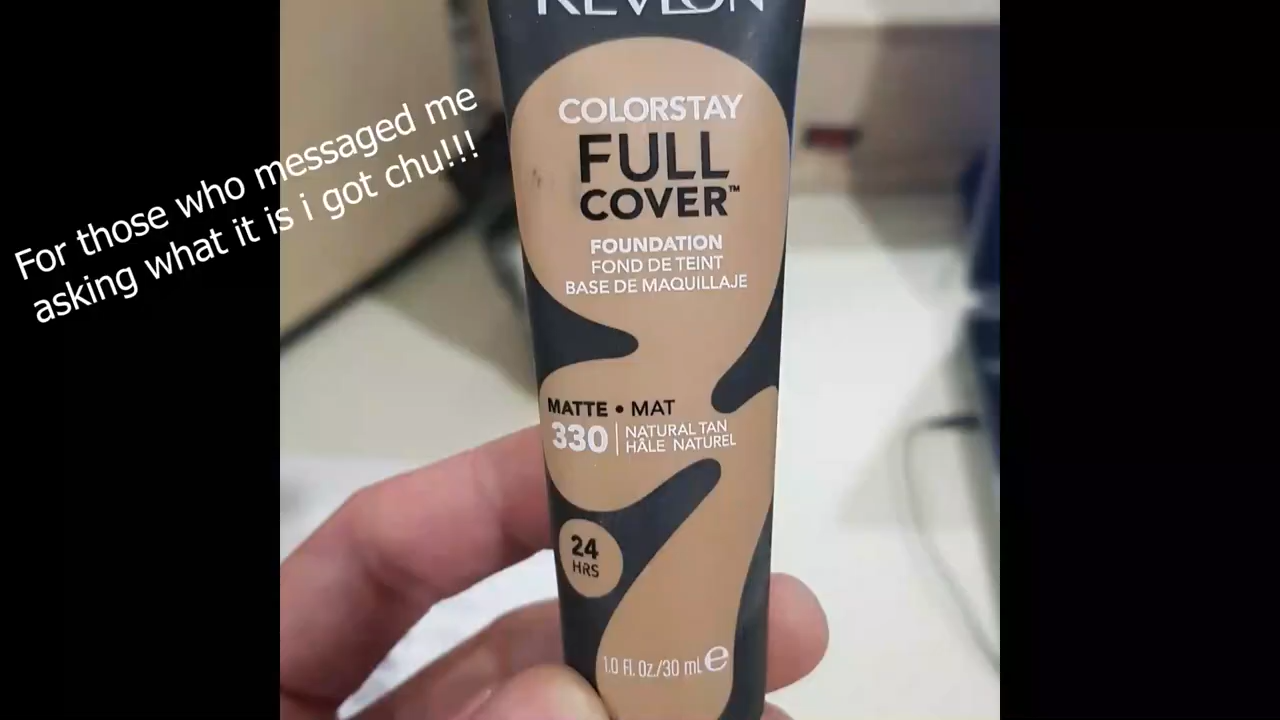 For those who messaged me
asking what it is i got chu!!!
REVLON
COLORSTAY
FULL
COVER™
FOUNDATION
FOND DE TEINT
BASE DE MAQUILLAJE
MATTE • MAT
330 | NATURAL TAN
HÂLE NATUREL
24
HRS
1.0 Fl. Oz./30 mL ℮